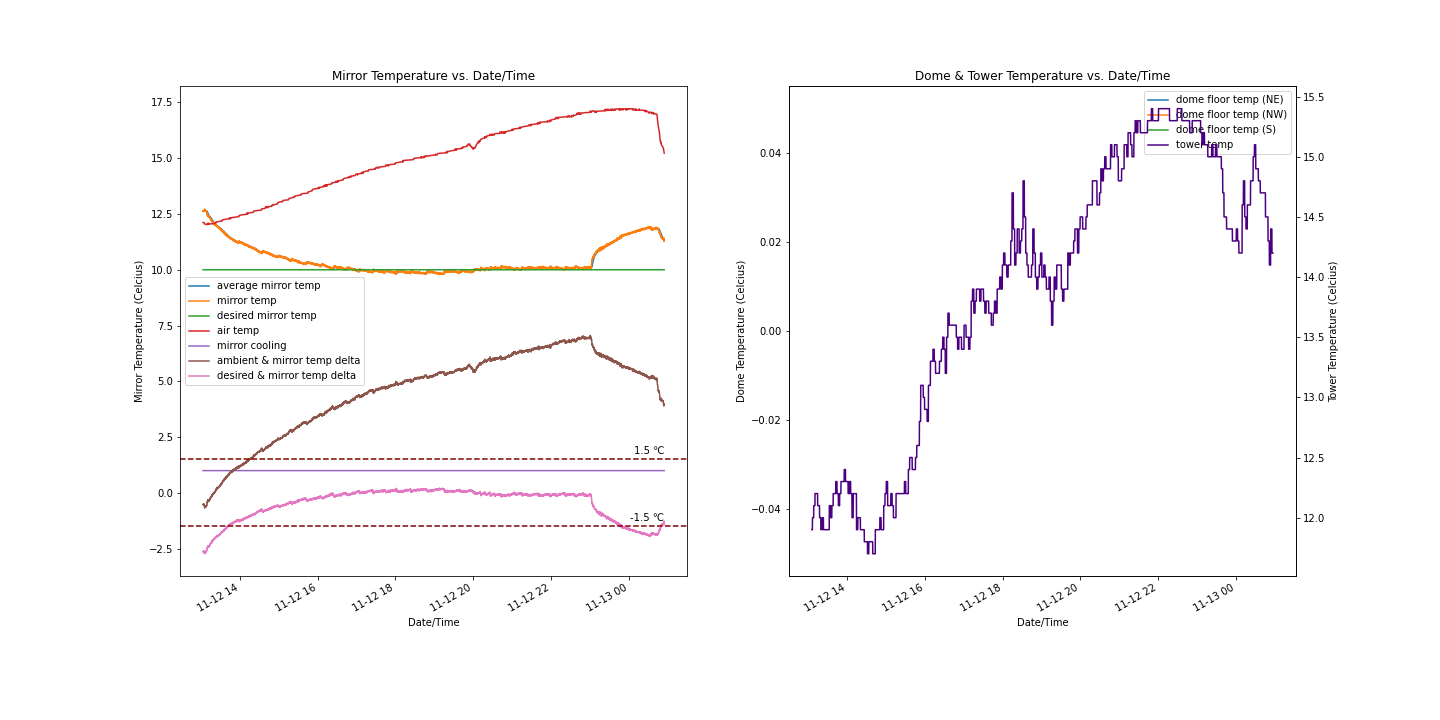 Mirror Temperature vs. Date/Time
17.5
15.0
12.5
10.0
7.5
5.0
2.5
0.0
−2.5
Mirror Temperature (Celcius)
average mirror temp
mirror temp
desired mirror temp
air temp
mirror cooling
ambient & mirror temp delta
desired & mirror temp delta
1.5 °C
-1.5 °C
11-12 14
11-12 16
11-12 18
11-12 20
11-12 22
11-13 00
Date/Time
Dome & Tower Temperature vs. Date/Time
0.04
0.02
0.00
−0.02
−0.04
Dome Temperature (Celcius)
dome floor temp (NE)
dome floor temp (NW)
dome floor temp (S)
tower temp
15.5
15.0
14.5
14.0
13.5
13.0
12.5
12.0
Tower Temperature (Celcius)
11-12 14
11-12 16
11-12 18
11-12 20
11-12 22
11-13 00
Date/Time